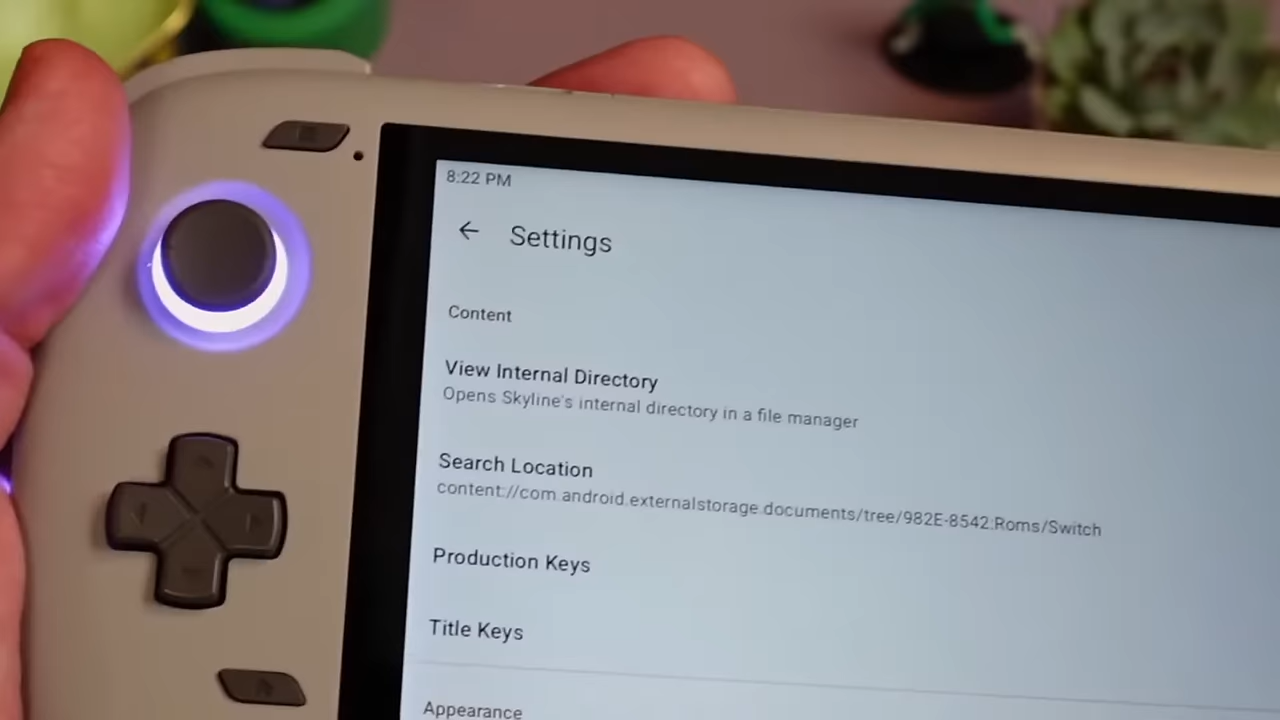 8:22 PM
Settings
Content
View Internal Directory
Opens Skyline's internal directory in a file manager
Search Location
content://com.android.externalstorage.documents/tree/982E-8542:Roms/Switch
Production Keys
Title Keys
Appearance